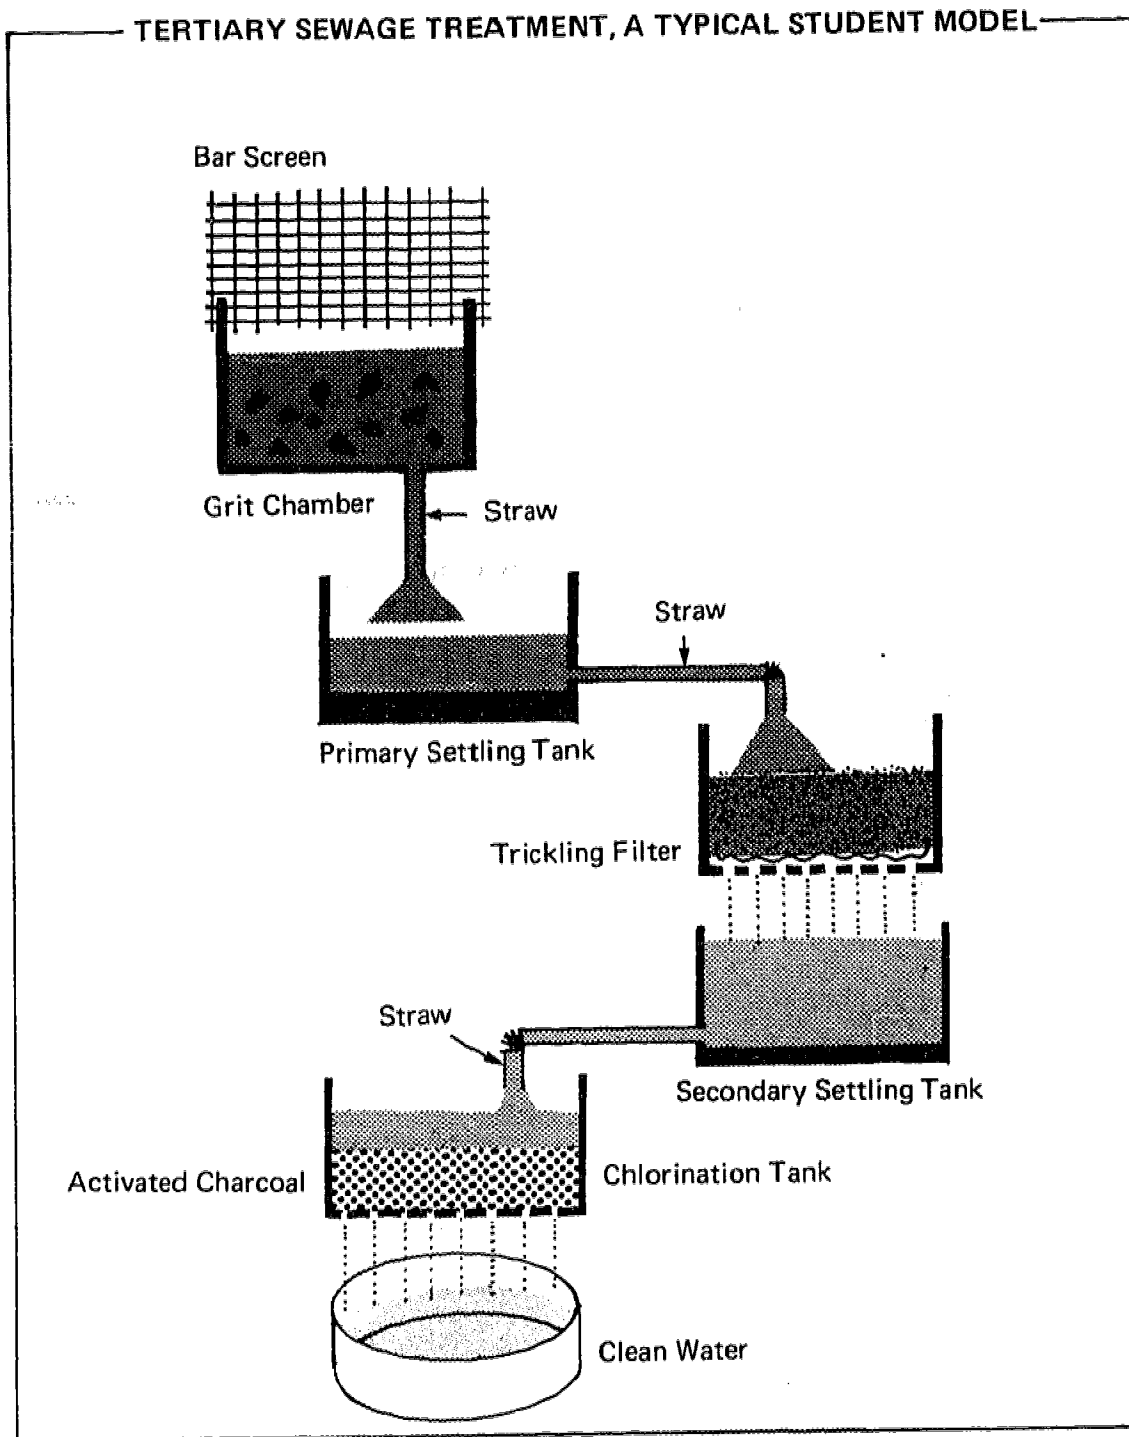 TERTIARY SEWAGE TREATMENT, A TYPICAL STUDENT MODEL
Bar Screen
Grit Chamber
Straw
Straw
Primary Settling Tank
Trickling Filter
Straw
Secondary Settling Tank
Activated Charcoal
Chlorination Tank
Clean Water